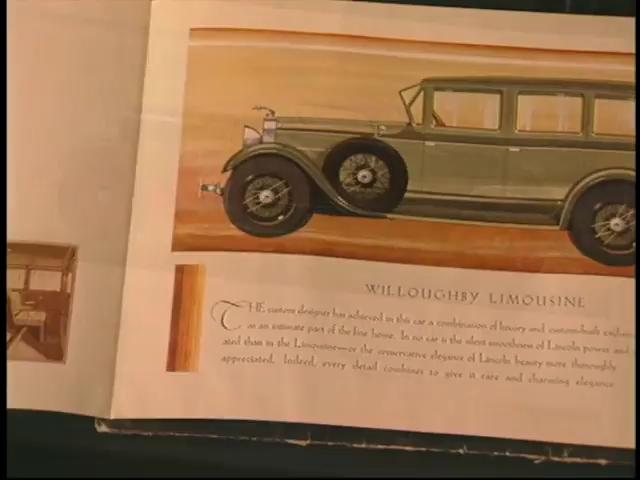 WILLOUGHBY LIMOUSINE
THE custom designer has achieved in this car a combination of luxury and custom-built
as an intimate part of the fine home. In no car is the silent smoothness of Lincoln power and
ated than in the Limousine—or the conservative elegance of Lincoln beauty more thoroughly
appreciated. Indeed, every detail combines to give it rare and charming elegance